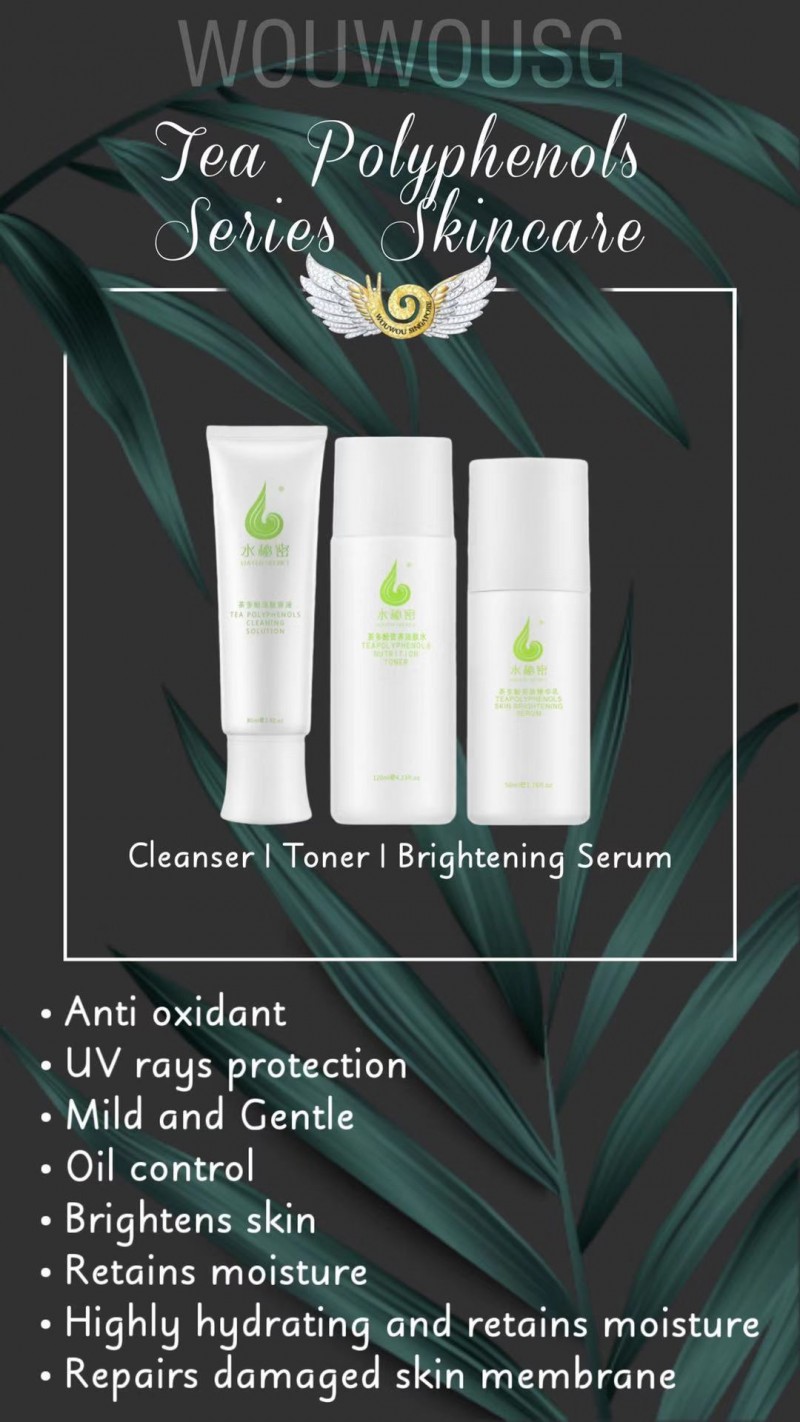 WOUWOUSG
Tea Polyphenols
Series Skincare
WOUWOU SINGAPORE
水秘密
TEA POLYPHENOLS
CLEANING
SOLUTION
水秘密
TEAPOLYPHENOLS
NUTRITION
TONER
水秘密
TEAPOLYPHENOLS
SKIN BRIGHTENING
SERUM
Cleanser | Toner | Brightening Serum
• Anti oxidant
• UV rays protection
• Mild and Gentle
• Oil control
• Brightens skin
• Retains moisture
• Highly hydrating and retains moisture
• Repairs damaged skin membrane